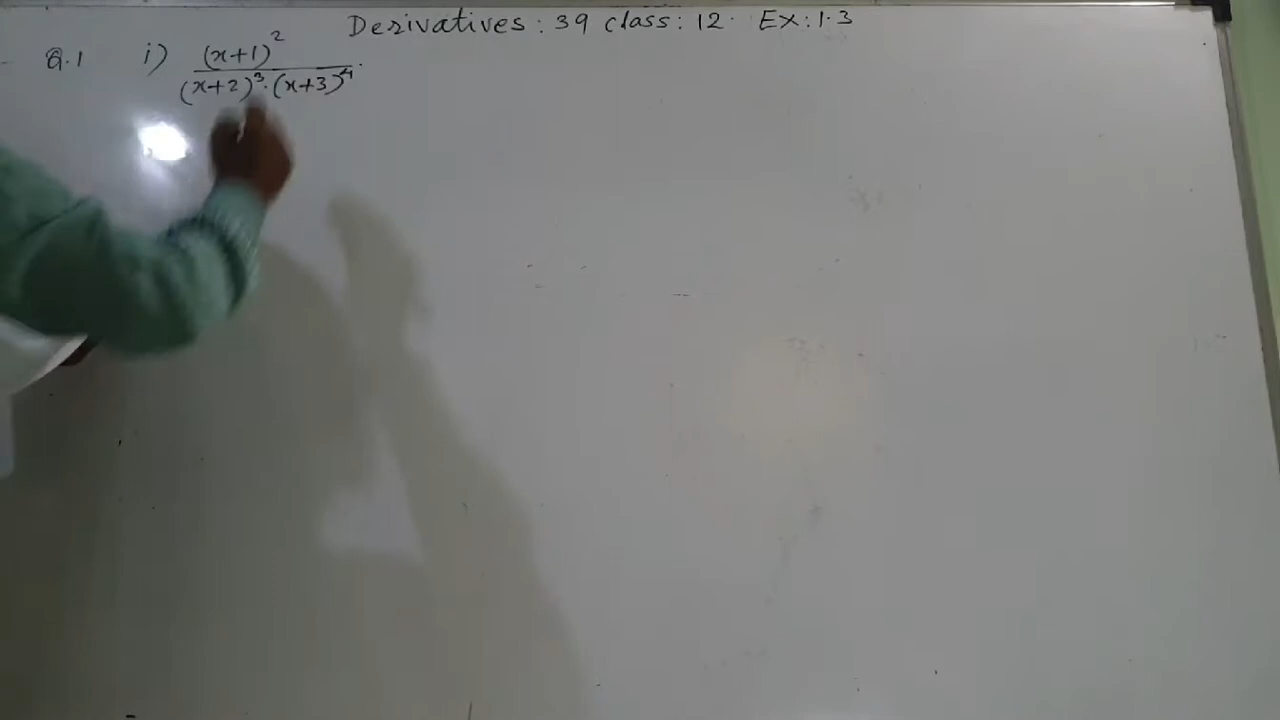 Derivatives : 39 class : 12. Ex : 1.3
Q.1 i) (x+1)^2 / (x+2)^3 . (x+3)^4 .